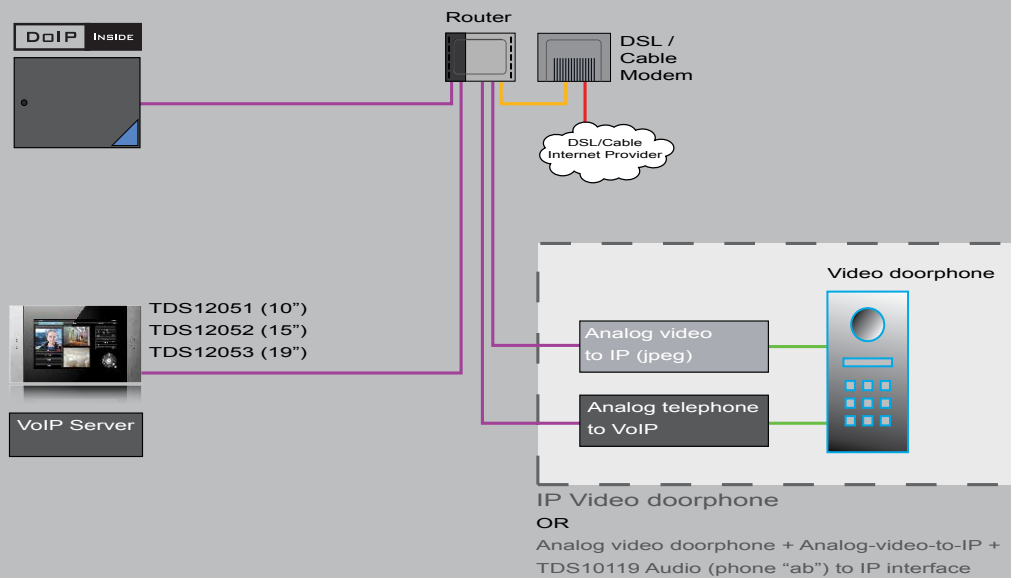 DoIP INSIDE
Router
DSL /
Cable
Modem
DSL/Cable
Internet Provider
TDS12051 (10”)
TDS12052 (15”)
TDS12053 (19”)
VoIP Server
Video doorphone
Analog video
to IP (jpeg)
Analog telephone
to VoIP
IP Video doorphone
OR
Analog video doorphone + Analog-video-to-IP +
TDS10119 Audio (phone “ab”) to IP interface